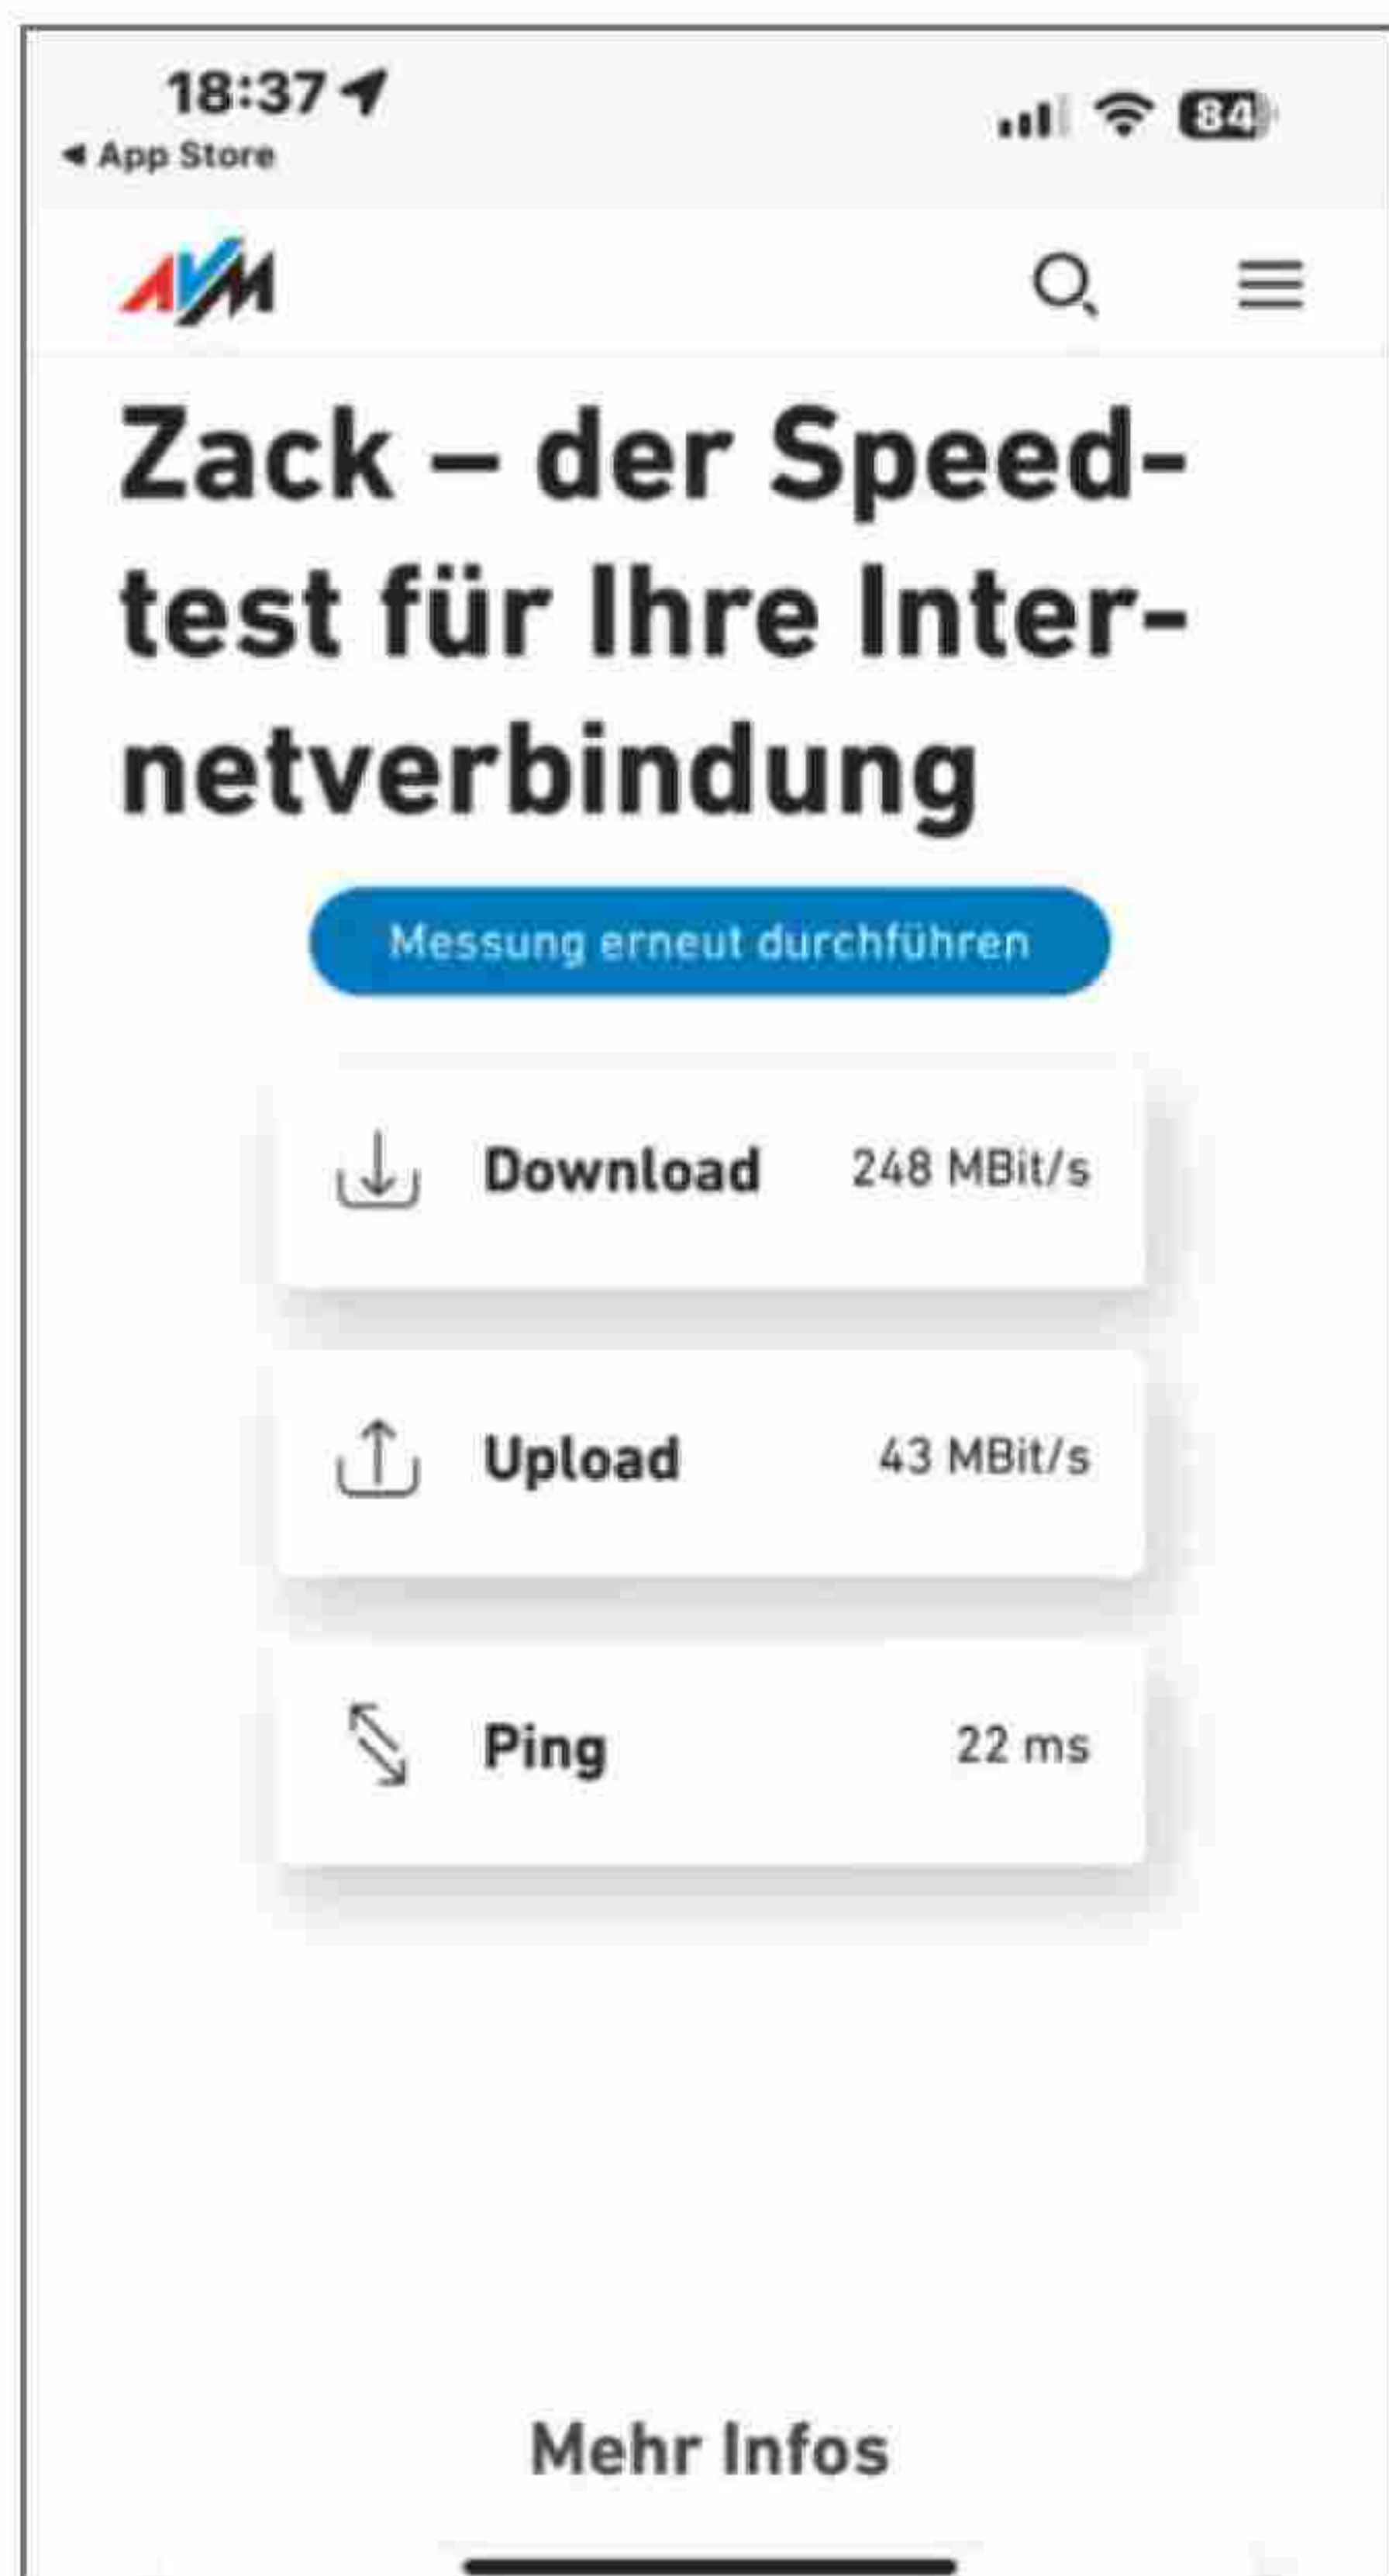 18:37
App Store
84
AVM
Zack – der Speed-
test für Ihre Inter-
netverbindung
Messung erneut durchführen
Download 248 MBit/s
Upload 43 MBit/s
Ping 22 ms
Mehr Infos